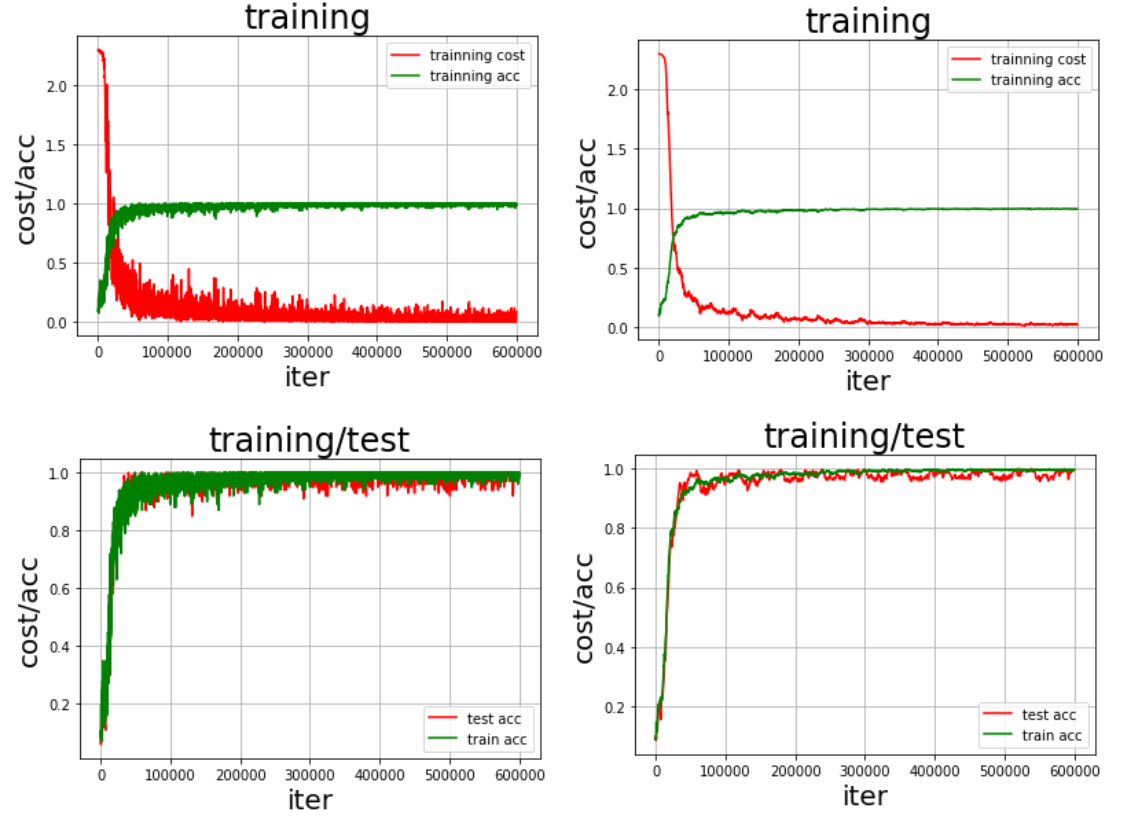 training
trainning cost
trainning acc
2.0
1.5
1.0
0.5
0.0
cost/acc
0 100000 200000 300000 400000 500000 600000
iter
training
trainning cost
trainning acc
2.0
1.5
1.0
0.5
0.0
cost/acc
0 100000 200000 300000 400000 500000 600000
iter
training/test
1.0
0.8
0.6
0.4
0.2
cost/acc
test acc
train acc
0 100000 200000 300000 400000 500000 600000
iter
training/test
1.0
0.8
0.6
0.4
0.2
cost/acc
test acc
train acc
0 100000 200000 300000 400000 500000 600000
iter